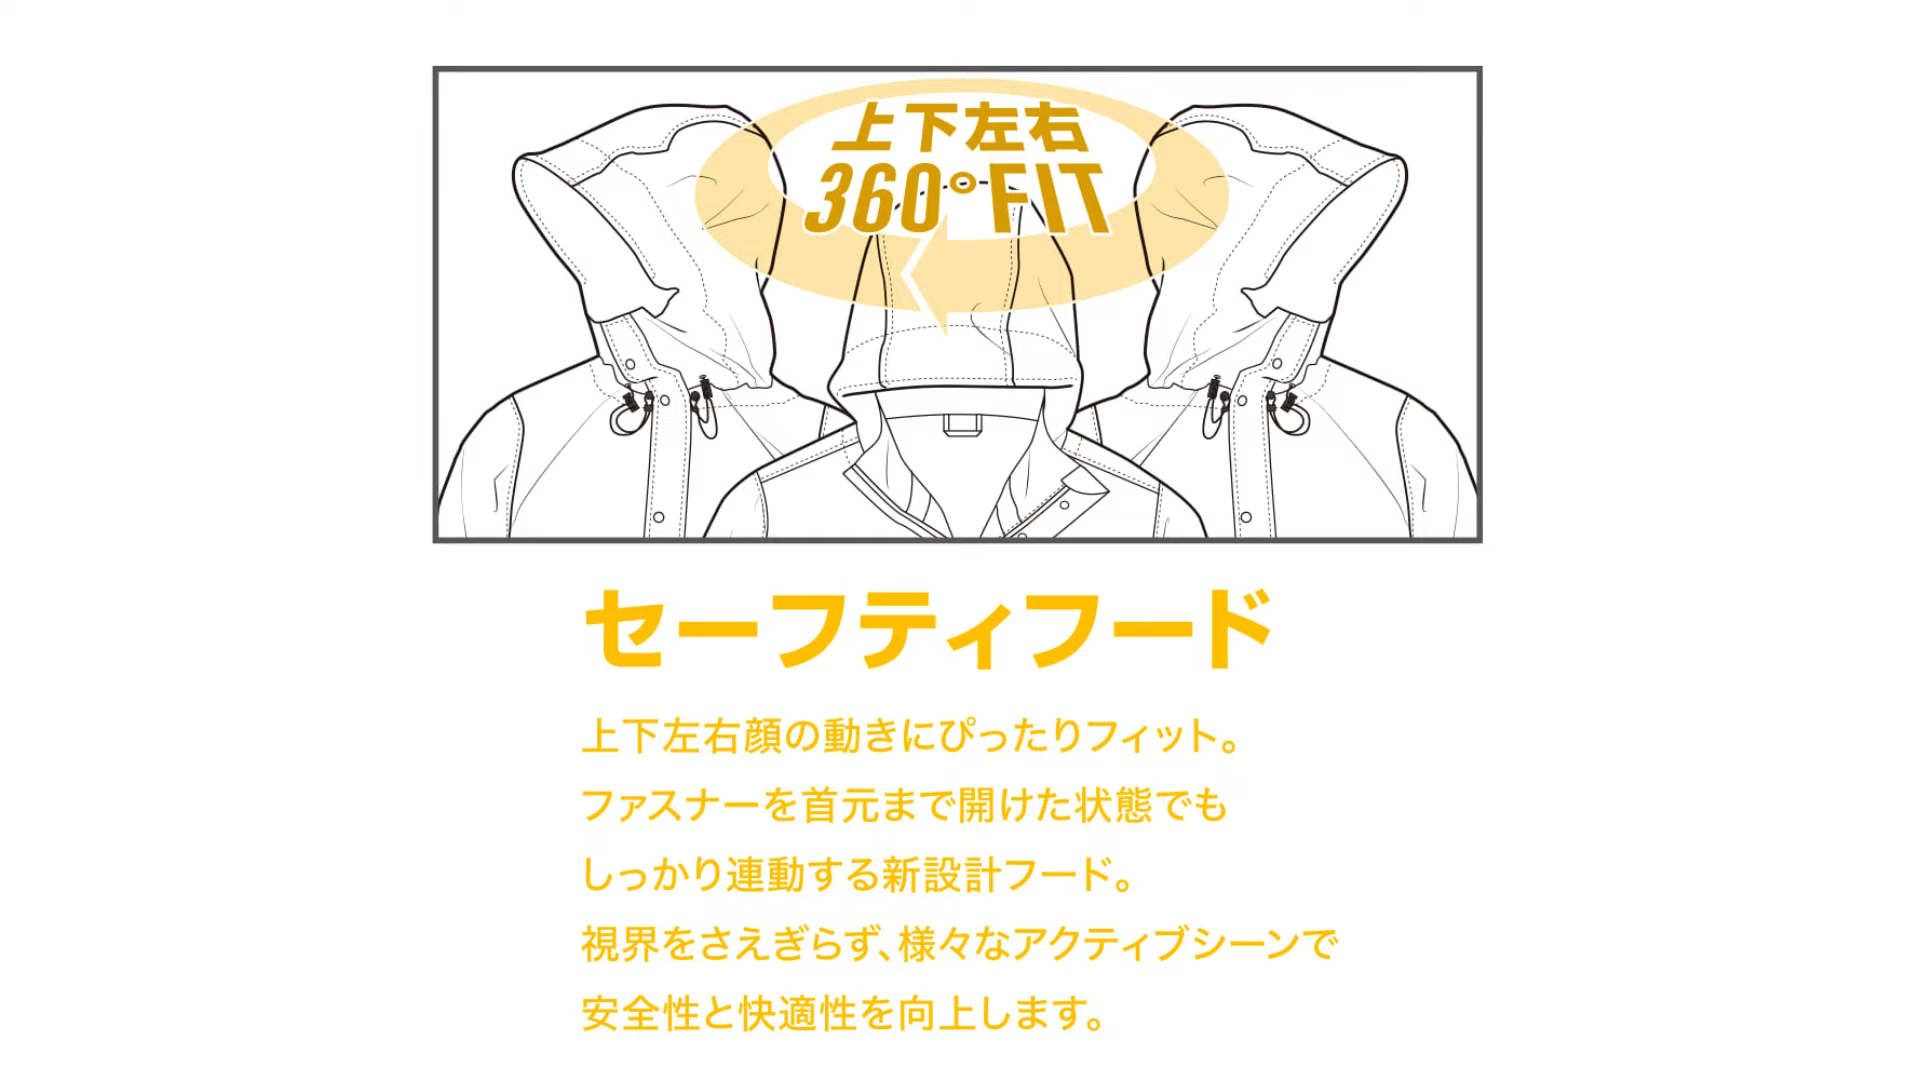 上下左右
360°FIT
セーフティフード
上下左右顔の動きにぴったりフィット。
ファスナーを首元まで開けた状態でも
しっかり連動する新設計フード。
視界をさえぎらず、様々なアクティブシーンで
安全性と快適性を向上します。